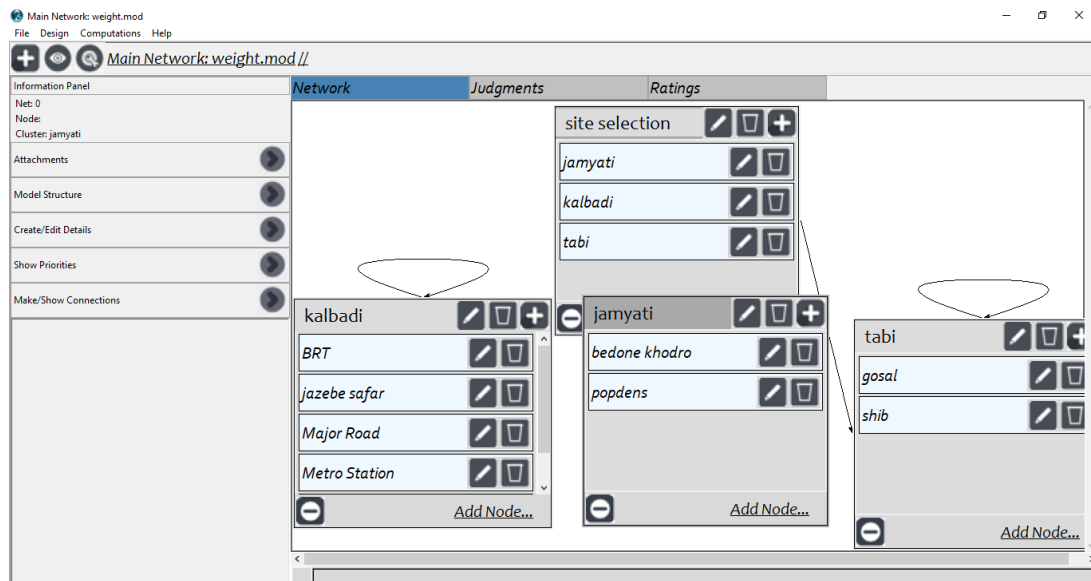 Main Network: weight.mod
File Design Computations Help
Main Network: weight.mod //
Information Panel
Net: 0
Node:
Cluster: jamyati
Attachments
Model Structure
Create/Edit Details
Show Priorities
Make/Show Connections
Network Judgments Ratings
site selection
jamyati
kalbadi
tabi
kalbadi
BRT
jazebe safar
Major Road
Metro Station
Add Node...
jamyati
bedone khodro
popdens
Add Node...
tabi
gosal
shib
Add Node...